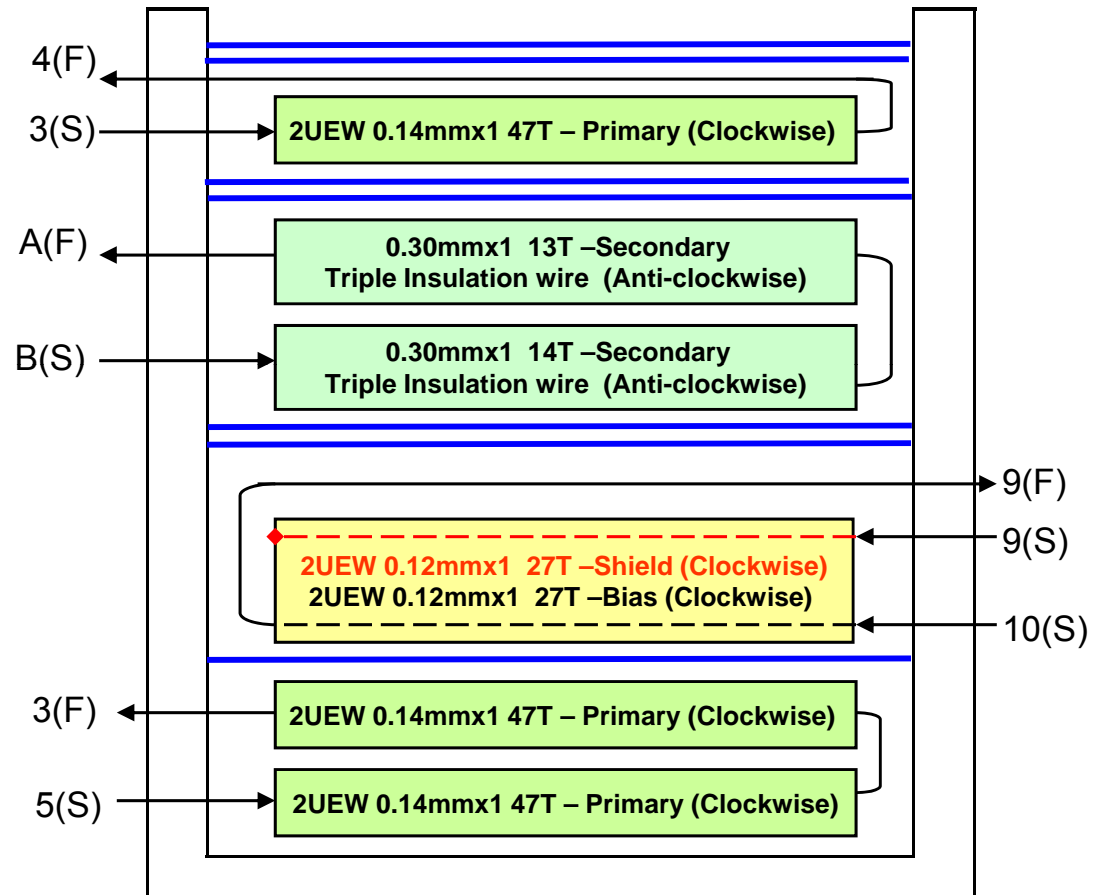 4(F)
3(S)
2UEW 0.14mmx1 47T – Primary (Clockwise)
A(F)
0.30mmx1 13T –Secondary
Triple Insulation wire (Anti-clockwise)
B(S)
0.30mmx1 14T –Secondary
Triple Insulation wire (Anti-clockwise)
9(F)
9(S)
2UEW 0.12mmx1 27T –Shield (Clockwise)
2UEW 0.12mmx1 27T –Bias (Clockwise)
10(S)
3(F)
2UEW 0.14mmx1 47T – Primary (Clockwise)
5(S)
2UEW 0.14mmx1 47T – Primary (Clockwise)